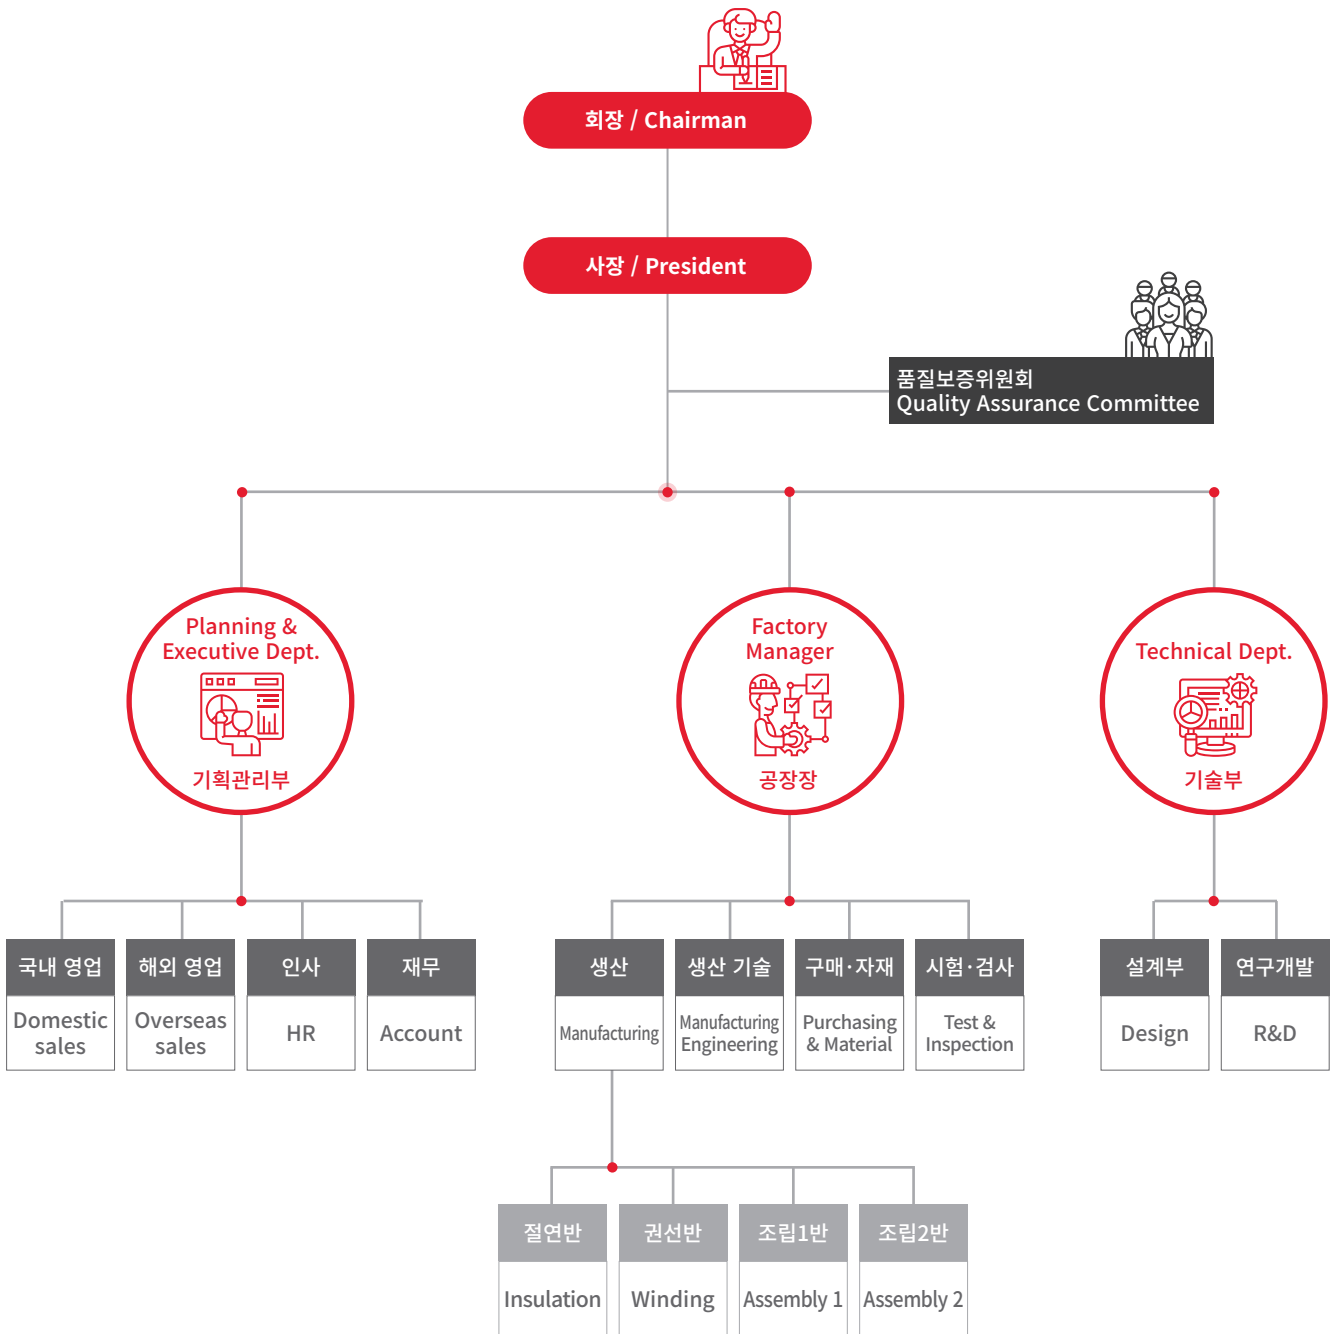 회장 / Chairman
사장 / President
품질보증위원회
Quality Assurance Committee
Planning &
Executive Dept.
기획관리부
Factory
Manager
공장장
Technical Dept.
기술부
국내 영업
Domestic
sales
해외 영업
Overseas
sales
인사
HR
재무
Account
생산
Manufacturing
생산 기술
Manufacturing
Engineering
구매·자재
Purchasing
& Material
시험·검사
Test &
Inspection
설계부
Design
연구개발
R&D
절연반
Insulation
권선반
Winding
조립1반
Assembly 1
조립2반
Assembly 2